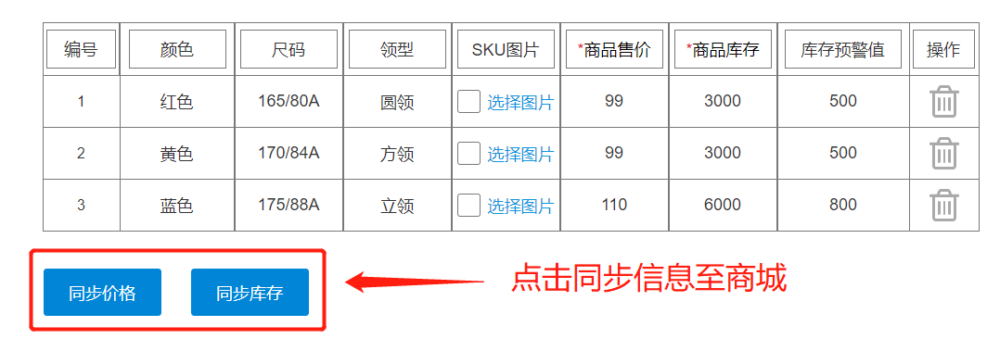 编号 颜色 尺码 领型 SKU图片 *商品售价 *商品库存 库存预警值 操作
1 红色 165/80A 圆领 选择图片 99 3000 500
2 黄色 170/84A 方领 选择图片 99 3000 500
3 蓝色 175/88A 立领 选择图片 110 6000 800
同步价格 同步库存 点击同步信息至商城